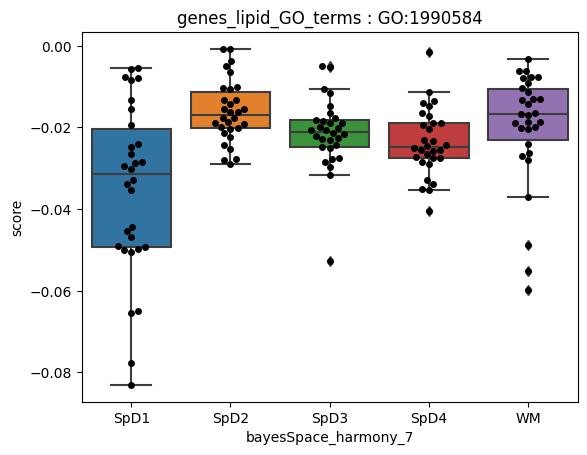 genes_lipid_GO_terms : GO:1990584
0.00
−0.02
−0.04
−0.06
−0.08
score
SpD1 SpD2 SpD3 SpD4 WM
bayesSpace_harmony_7